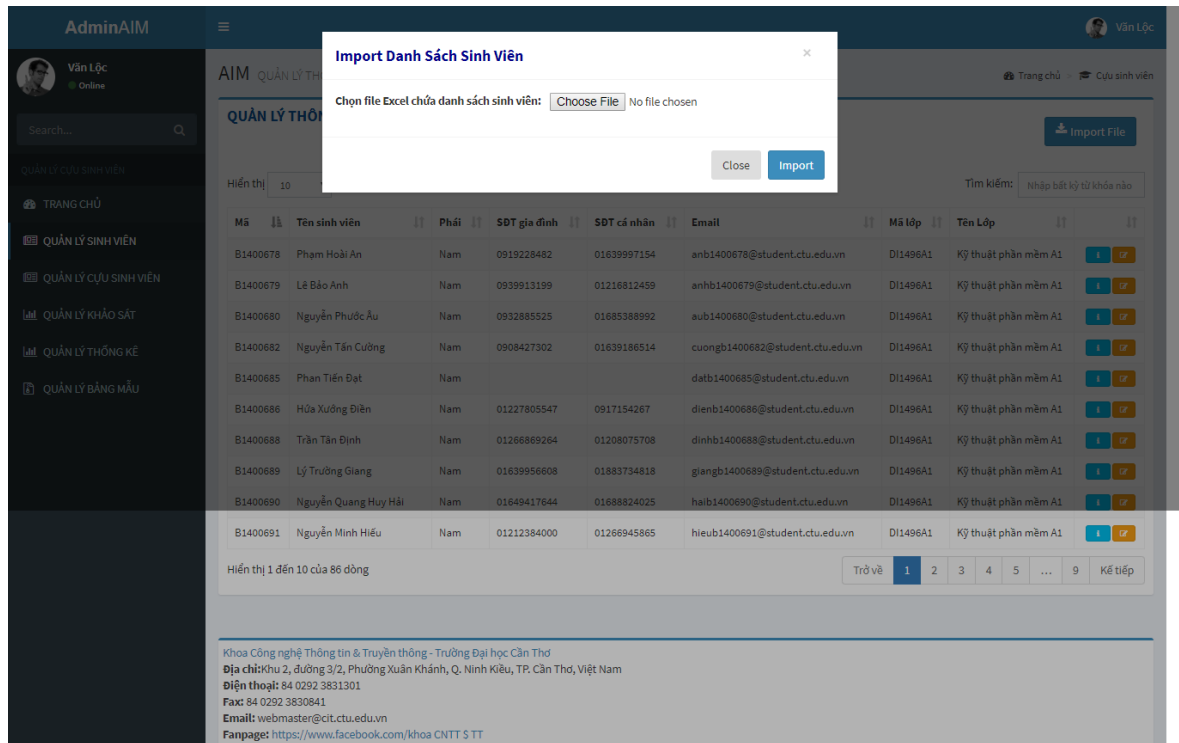 AdminAIM
Văn Lộc
Import Danh Sách Sinh Viên
×
Chọn file Excel chứa danh sách sinh viên: Choose File No file chosen
Close Import
Văn Lộc
Online
Search...
QUẢN LÝ CỰU SINH VIÊN
TRANG CHỦ
QUẢN LÝ SINH VIÊN
QUẢN LÝ CỰU SINH VIÊN
QUẢN LÝ KHẢO SÁT
QUẢN LÝ THỐNG KÊ
QUẢN LÝ BẢNG MẪU
AIM QUẢN LÝ
Trang chủ Cựu sinh viên
QUẢN LÝ
Import File
Hiển thị 10
Tìm kiếm: Nhập bất kỳ từ khóa nào
Mã Tên sinh viên Phái SĐT gia đình SĐT cá nhân Email Mã lớp Tên Lớp
B1400678 Phạm Hoài An Nam 0919228482 01639997154 anb1400678@student.ctu.edu.vn DI1496A1 Kỹ thuật phần mềm A1
B1400679 Lê Bảo Anh Nam 0939913199 01216812459 anhb1400679@student.ctu.edu.vn DI1496A1 Kỹ thuật phần mềm A1
B1400680 Nguyễn Phước Âu Nam 0932885525 01685388992 aub1400680@student.ctu.edu.vn DI1496A1 Kỹ thuật phần mềm A1
B1400682 Nguyễn Tấn Cường Nam 0908427302 01639186514 cuongb1400682@student.ctu.edu.vn DI1496A1 Kỹ thuật phần mềm A1
B1400685 Phan Tiến Đạt Nam datb1400685@student.ctu.edu.vn DI1496A1 Kỹ thuật phần mềm A1
B1400686 Hứa Xưởng Điền Nam 01227805547 0917154267 dienb1400686@student.ctu.edu.vn DI1496A1 Kỹ thuật phần mềm A1
B1400688 Trần Tân Định Nam 01266869264 01208075708 dinhb1400688@student.ctu.edu.vn DI1496A1 Kỹ thuật phần mềm A1
B1400689 Lý Trường Giang Nam 01639956608 01883734818 giangb1400689@student.ctu.edu.vn DI1496A1 Kỹ thuật phần mềm A1
B1400690 Nguyễn Quang Huy Hải Nam 01649417644 01688824025 haib1400690@student.ctu.edu.vn DI1496A1 Kỹ thuật phần mềm A1
B1400691 Nguyễn Minh Hiếu Nam 01212384000 01266945865 hieub1400691@student.ctu.edu.vn DI1496A1 Kỹ thuật phần mềm A1
Hiển thị 1 đến 10 của 86 dòng
Trở về 1 2 3 4 5 ... 9 Kế tiếp
Khoa Công nghệ Thông tin & Truyền thông - Trường Đại học Cần Thơ
Địa chỉ:Khu 2, đường 3/2, Phường Xuân Khánh, Q. Ninh Kiều, TP. Cần Thơ, Việt Nam
Điện thoại: 84 0292 3831301
Fax: 84 0292 3830841
Email: webmaster@cit.ctu.edu.vn
Fanpage: https://www.facebook.com/khoa CNTT $ TT